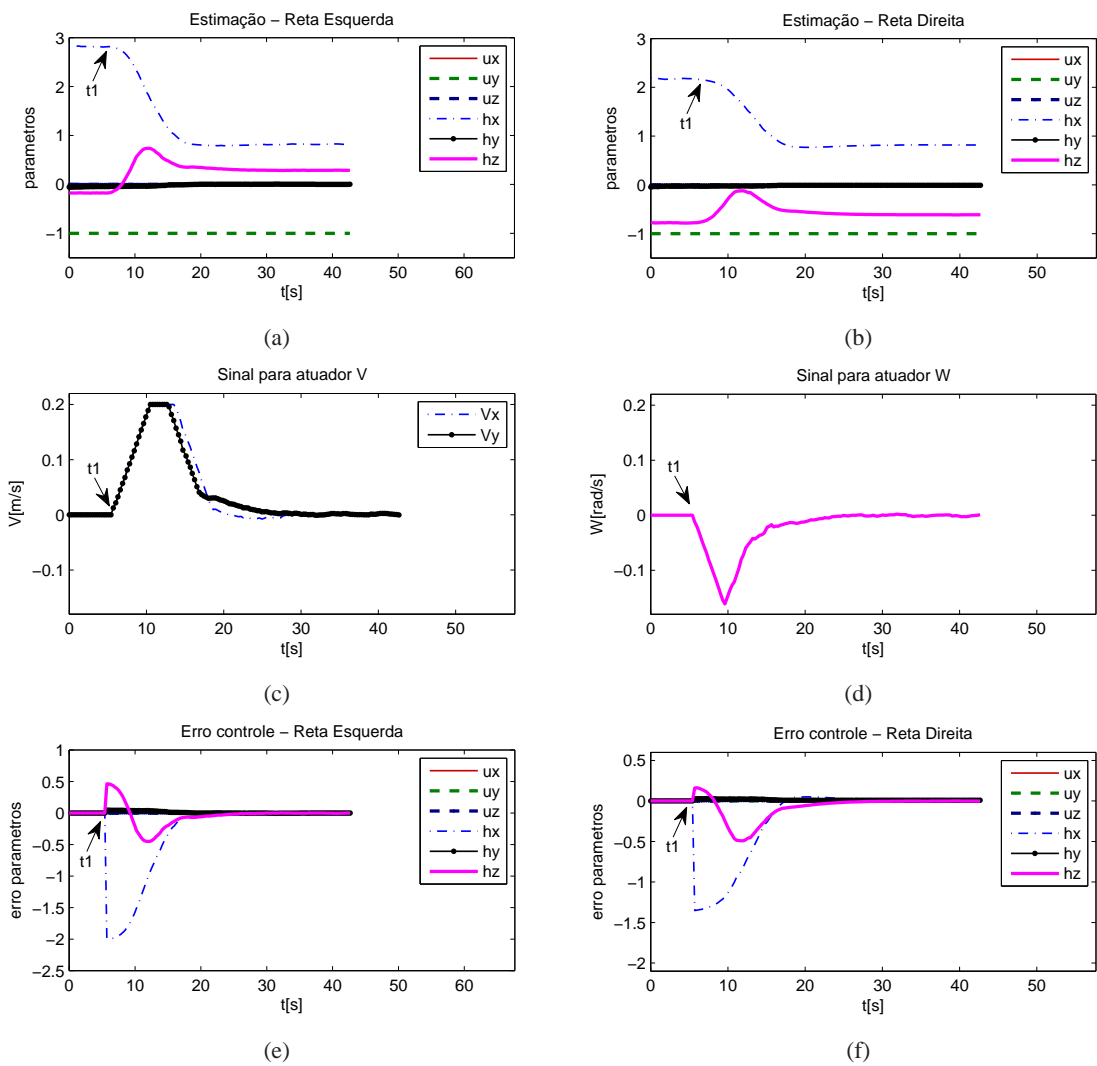 Estimação − Reta Esquerda
3
2
1
0
−1
parametros
t1
ux
uy
uz
hx
hy
hz
0 10 20 30 40 50 60
t[s]
(a)
Estimação − Reta Direita
3
2
1
0
−1
parametros
t1
ux
uy
uz
hx
hy
hz
0 10 20 30 40 50
t[s]
(b)
Sinal para atuador V
0.2
0.1
0
−0.1
V[m/s]
t1
Vx
Vy
0 10 20 30 40 50
t[s]
(c)
Sinal para atuador W
0.2
0.1
0
−0.1
W[rad/s]
t1
0 10 20 30 40 50
t[s]
(d)
Erro controle − Reta Esquerda
1
0.5
0
−0.5
−1
−1.5
−2
−2.5
erro parametros
t1
ux
uy
uz
hx
hy
hz
0 10 20 30 40 50 60
t[s]
(e)
Erro controle − Reta Direita
0.5
0
−0.5
−1
−1.5
−2
erro parametros
t1
ux
uy
uz
hx
hy
hz
0 10 20 30 40 50
t[s]
(f)